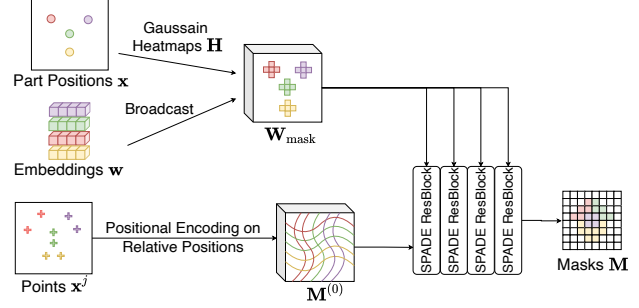 Gaussain
Heatmaps H
Part Positions x
Broadcast
W_mask
Embeddings w
SPADE ResBlock
SPADE ResBlock
SPADE ResBlock
SPADE ResBlock
Positional Encoding on
Relative Positions
Points x^j
M^(0)
Masks M